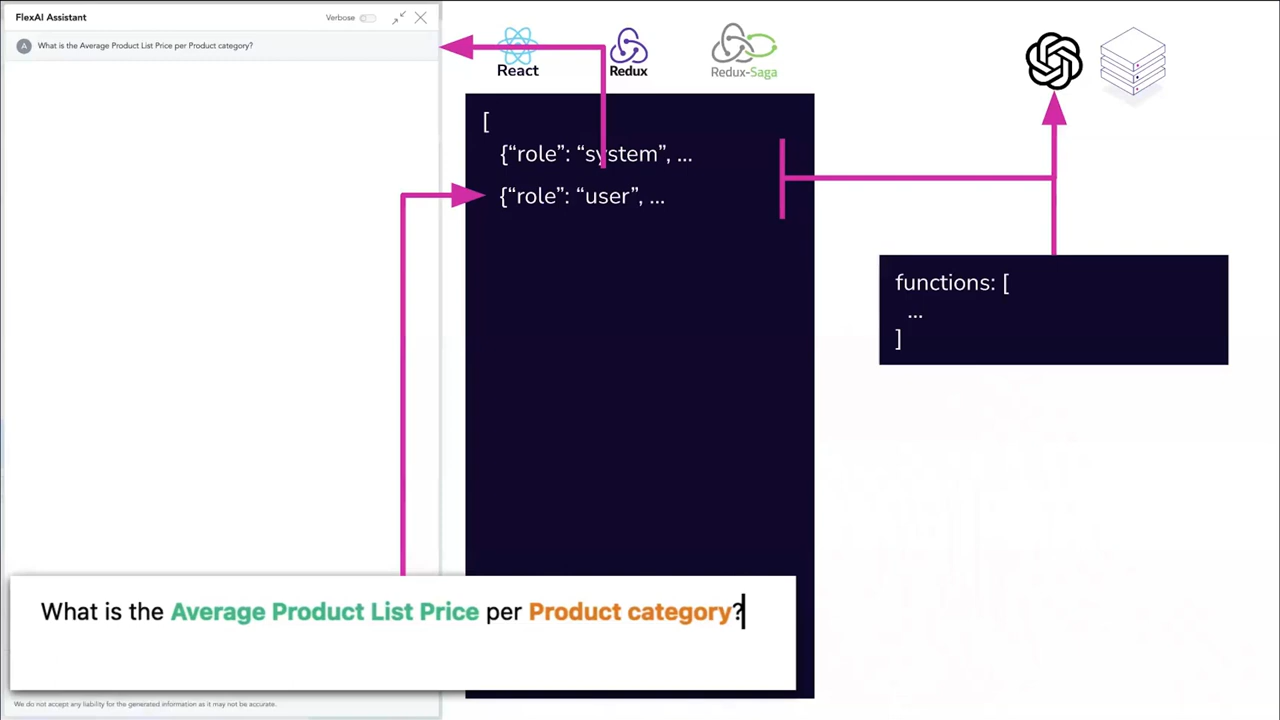 FlexAI Assistant
Verbose
A
What is the Average Product List Price per Product category?
React
Redux
Redux-Saga
[
{“role”: “system”, ...
{“role”: “user”, ...
functions: [
...
]
What is the Average Product List Price per Product category?
We do not accept any liability for the generated information as it may not be accurate.